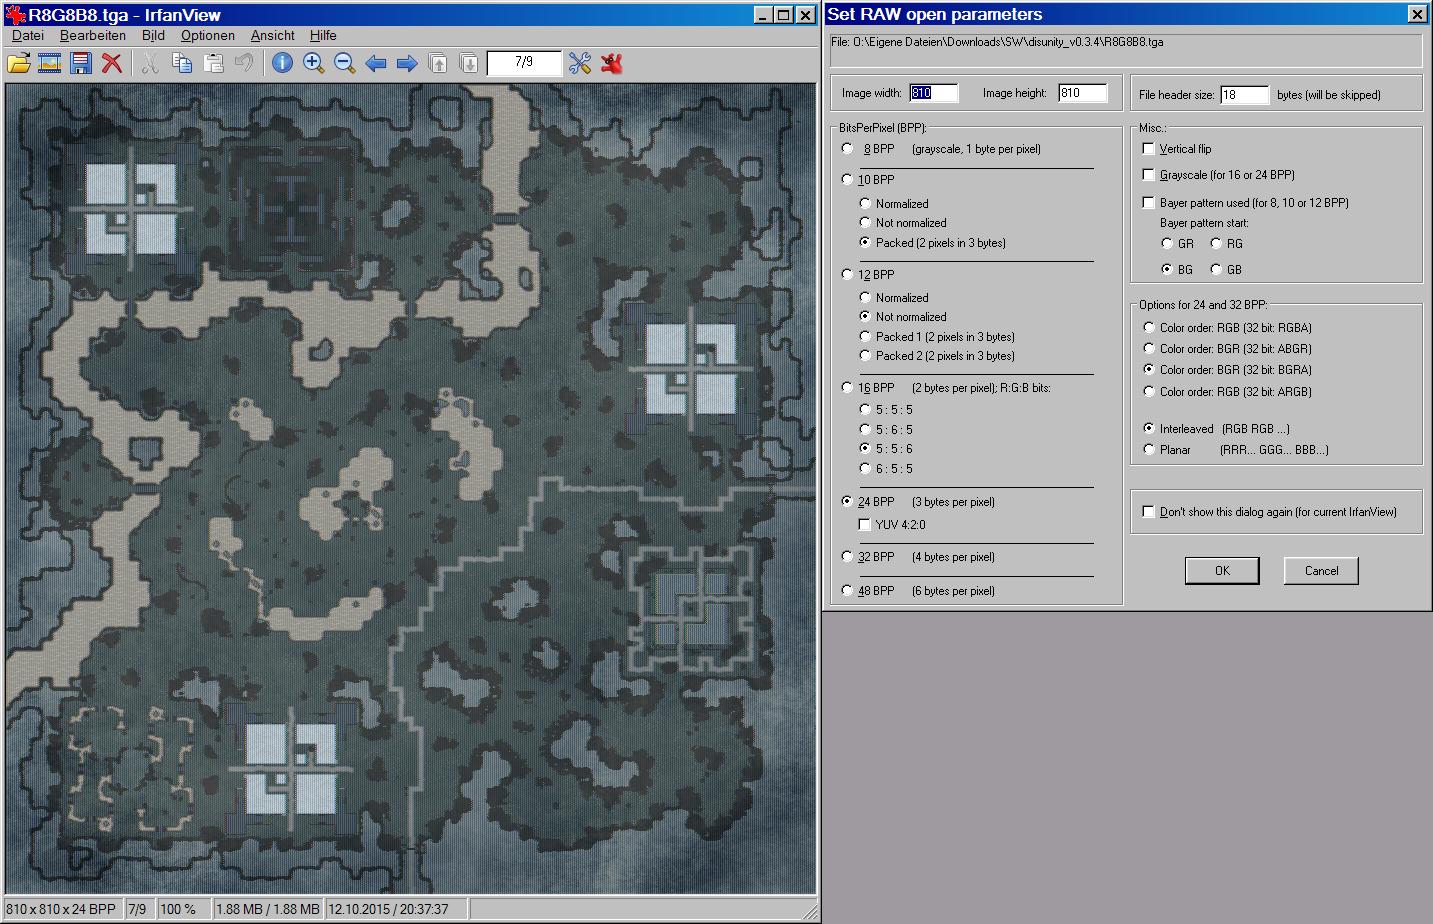 R8G8B8.tga - IrfanView
Datei Bearbeiten Bild Optionen Ansicht Hilfe
7/9
810 x 810 x 24 BPP 7/9 100 % 1.88 MB / 1.88 MB 12.10.2015 / 20:37:37
Set RAW open parameters
File: O:\Eigene Dateien\Downloads\SW\disunity_v0.3.4\R8G8B8.tga
Image width: 810 Image height: 810
File header size: 18 bytes (will be skipped)
BitsPerPixel (BPP):
8 BPP (grayscale, 1 byte per pixel)
10 BPP
Normalized
Not normalized
Packed (2 pixels in 3 bytes)
12 BPP
Normalized
Not normalized
Packed 1 (2 pixels in 3 bytes)
Packed 2 (2 pixels in 3 bytes)
16 BPP (2 bytes per pixel); R:G:B bits:
5 : 5 : 5
5 : 6 : 5
5 : 5 : 6
6 : 5 : 5
24 BPP (3 bytes per pixel)
YUV 4:2:0
32 BPP (4 bytes per pixel)
48 BPP (6 bytes per pixel)
Misc.:
Vertical flip
Grayscale (for 16 or 24 BPP)
Bayer pattern used (for 8, 10 or 12 BPP)
Bayer pattern start:
GR RG
BG GB
Options for 24 and 32 BPP:
Color order: RGB (32 bit: RGBA)
Color order: BGR (32 bit: ABGR)
Color order: BGR (32 bit: BGRA)
Color order: RGB (32 bit: ARGB)
Interleaved (RGB RGB ...)
Planar (RRR... GGG... BBB...)
Don't show this dialog again (for current IrfanView)
OK Cancel